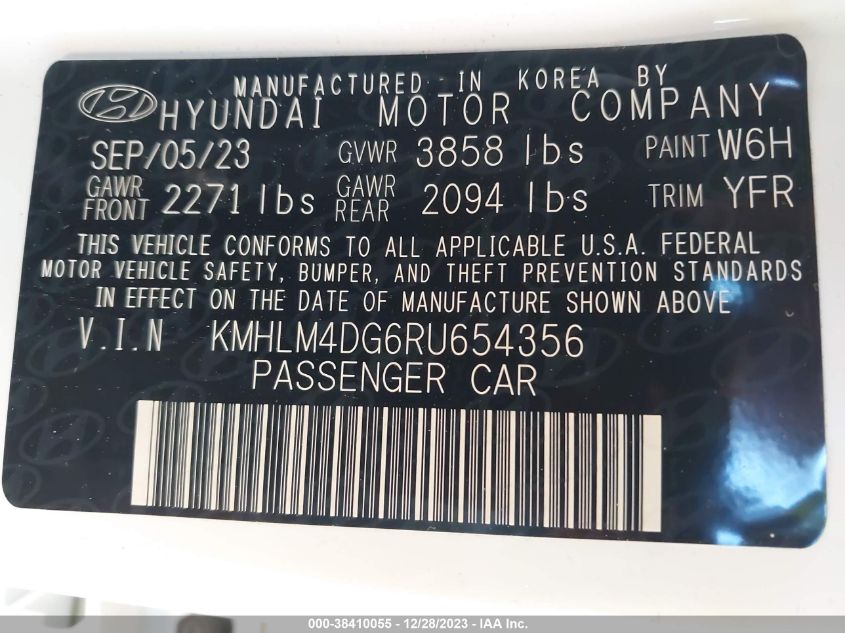 MANUFACTURED IN KOREA BY
HYUNDAI MOTOR COMPANY
SEP/05/23 GVWR 3858 lbs PAINT W6H
GAWR FRONT 2271 lbs GAWR REAR 2094 lbs TRIM YFR
THIS VEHICLE CONFORMS TO ALL APPLICABLE U.S.A. FEDERAL
MOTOR VEHICLE SAFETY, BUMPER, AND THEFT PREVENTION STANDARDS
IN EFFECT ON THE DATE OF MANUFACTURE SHOWN ABOVE
V.I.N KMHLM4DG6RU654356
PASSENGER CAR
000-38410055 - 12/28/2023 - IAA Inc.